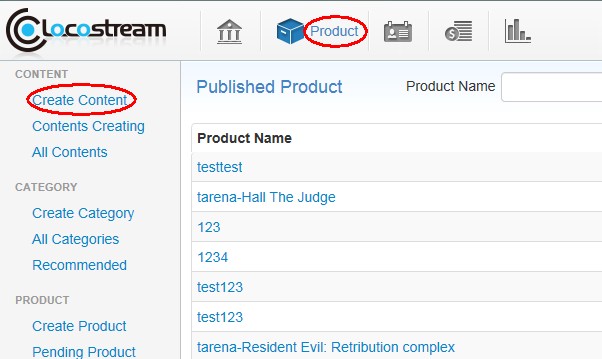 Locostream
Product
CONTENT
Create Content
Contents Creating
All Contents
CATEGORY
Create Category
All Categories
Recommended
PRODUCT
Create Product
Pending Product
Published Product
Product Name
Product Name
testtest
tarena-Hall The Judge
123
1234
test123
test123
tarena-Resident Evil: Retribution complex